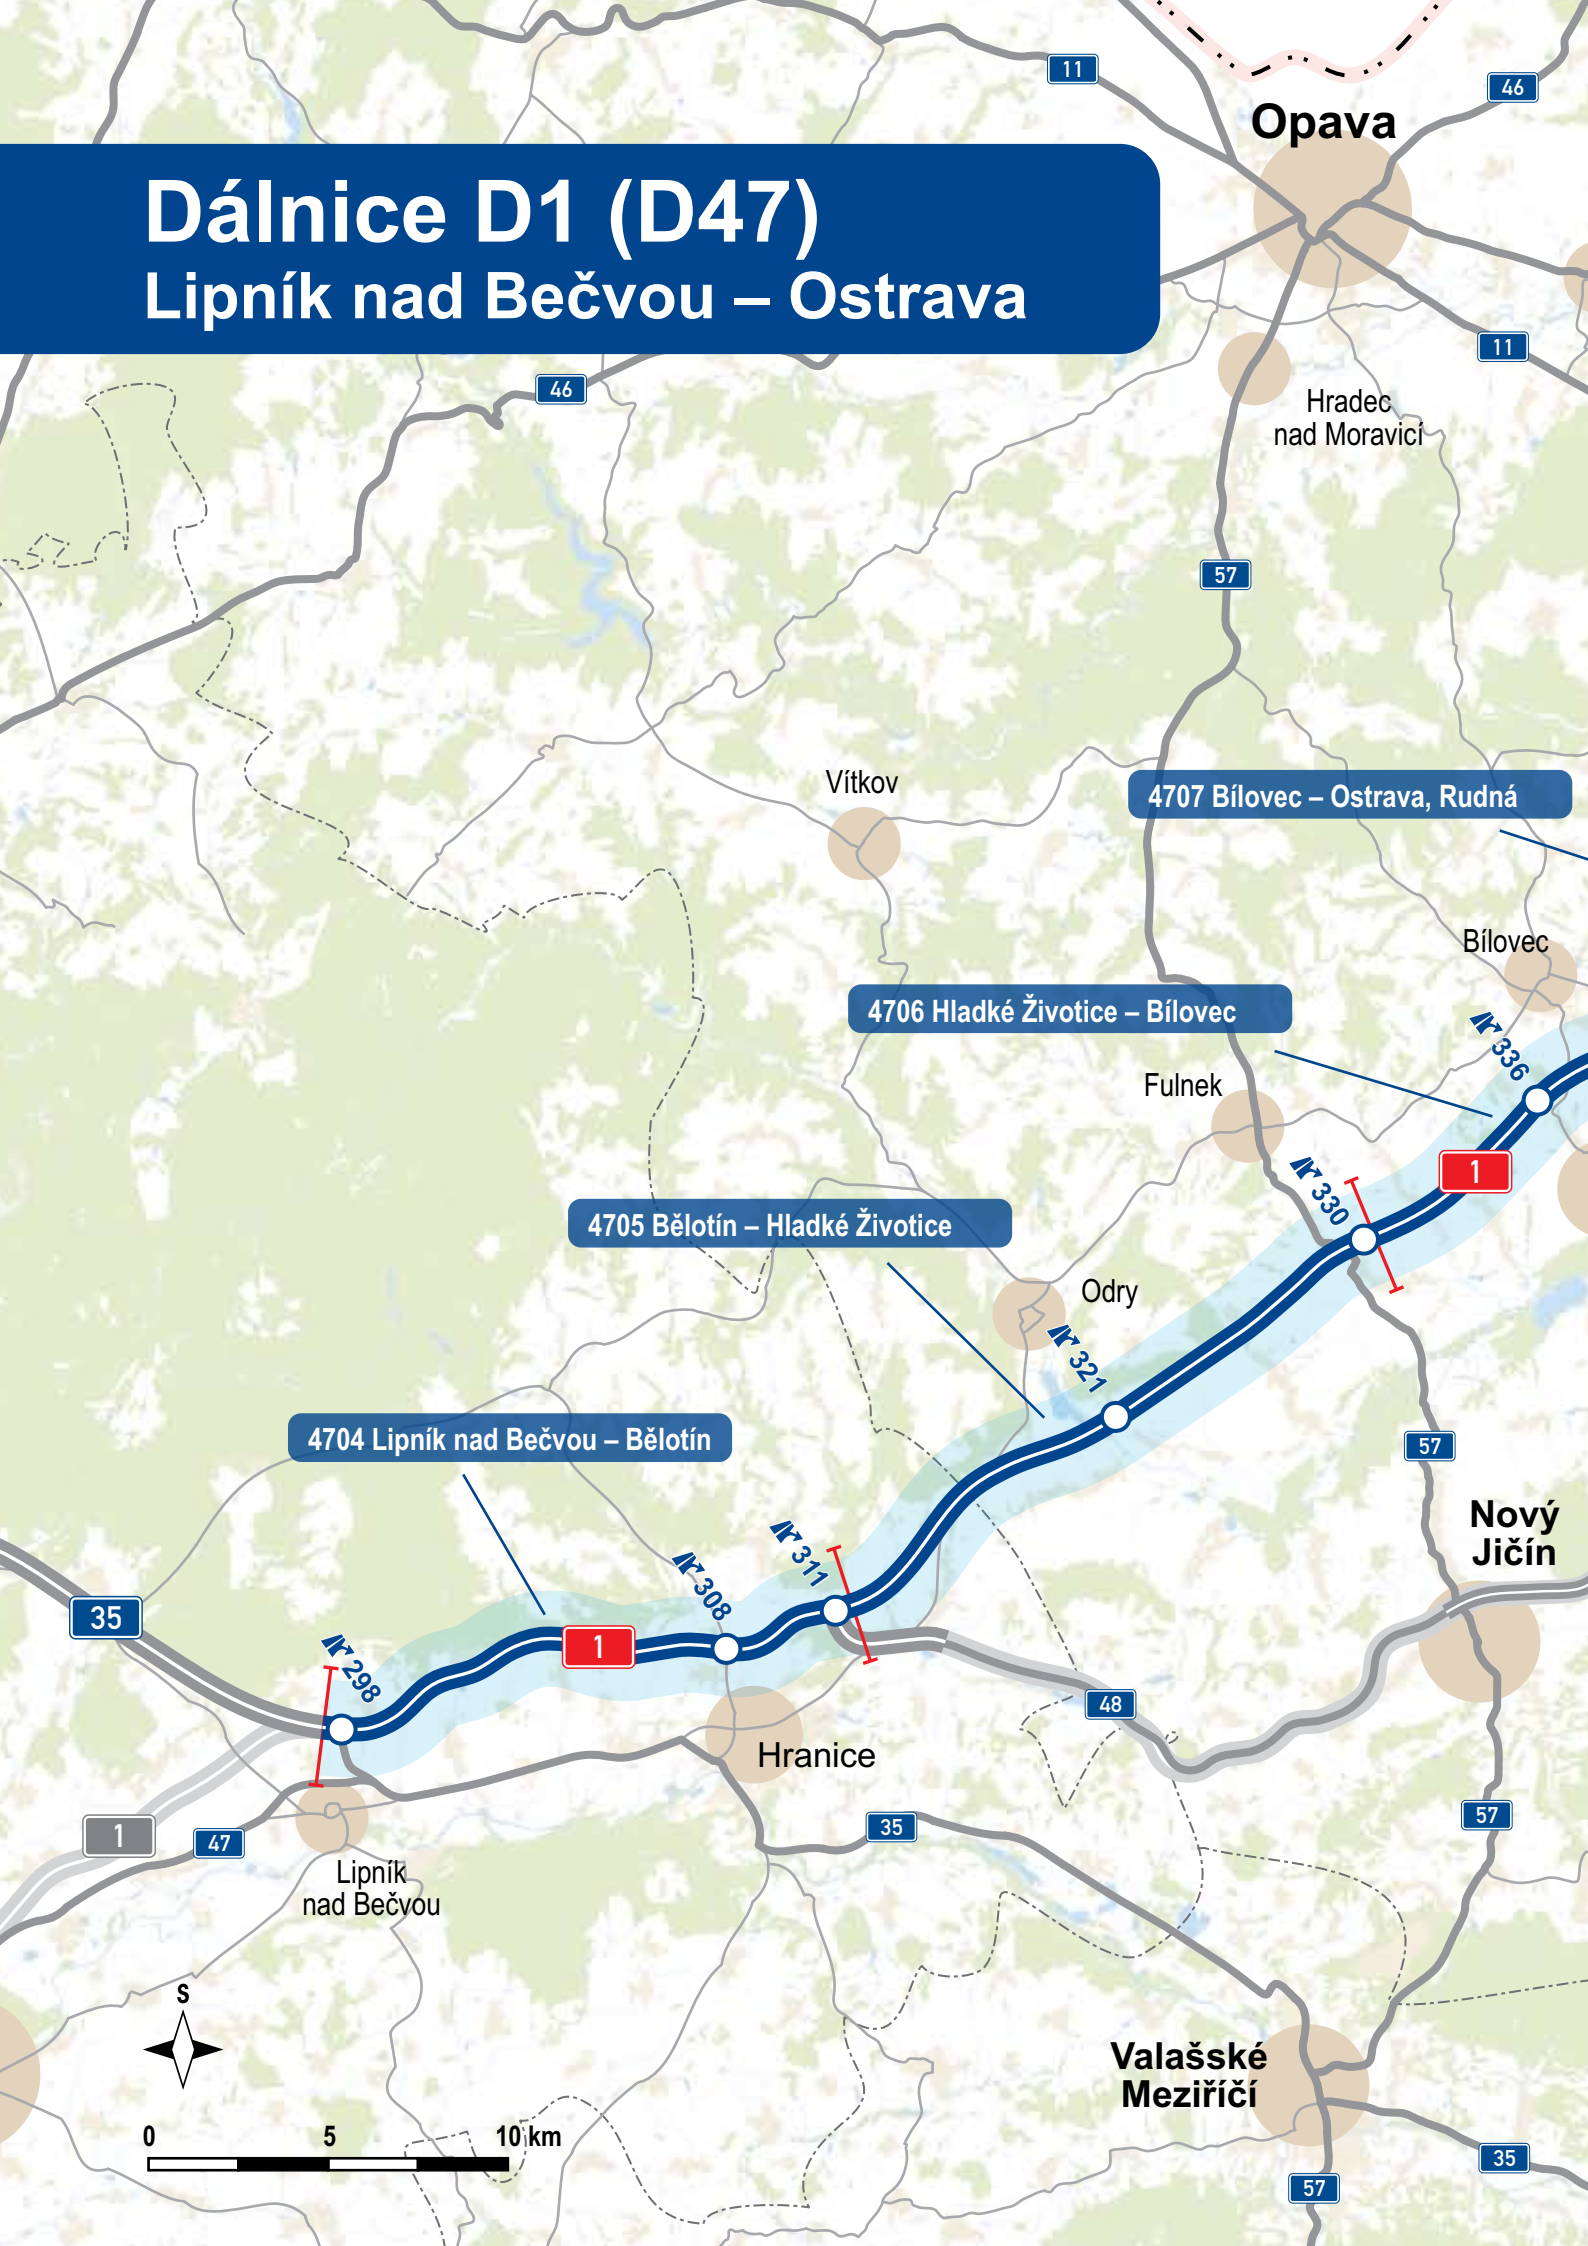 11
46
Opava
Dálnice D1 (D47)
Lipník nad Bečvou – Ostrava
11
46
Hradec
nad Moravicí
57
Vítkov
4707 Bílovec – Ostrava, Rudná
Bílovec
4706 Hladké Životice – Bílovec
336
Fulnek
1
330
4705 Bělotín – Hladké Životice
Odry
321
4704 Lipník nad Bečvou – Bělotín
57
Nový
Jičín
311
308
35
1
298
48
Hranice
1
47
35
57
Lipník
nad Bečvou
S
Valašské
Meziříčí
0 5 10 km
35
57